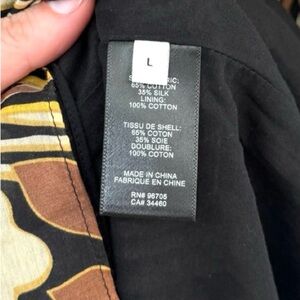 L
RIC:
65% COTTON
35% SILK
LINING:
100% COTTON
TISSU DE SHELL:
65% COTON
35% SOIE
DOUBLURE:
100% COTON
MADE IN CHINA
FABRIQUE EN CHINE
RN# 96705
CA# 34460